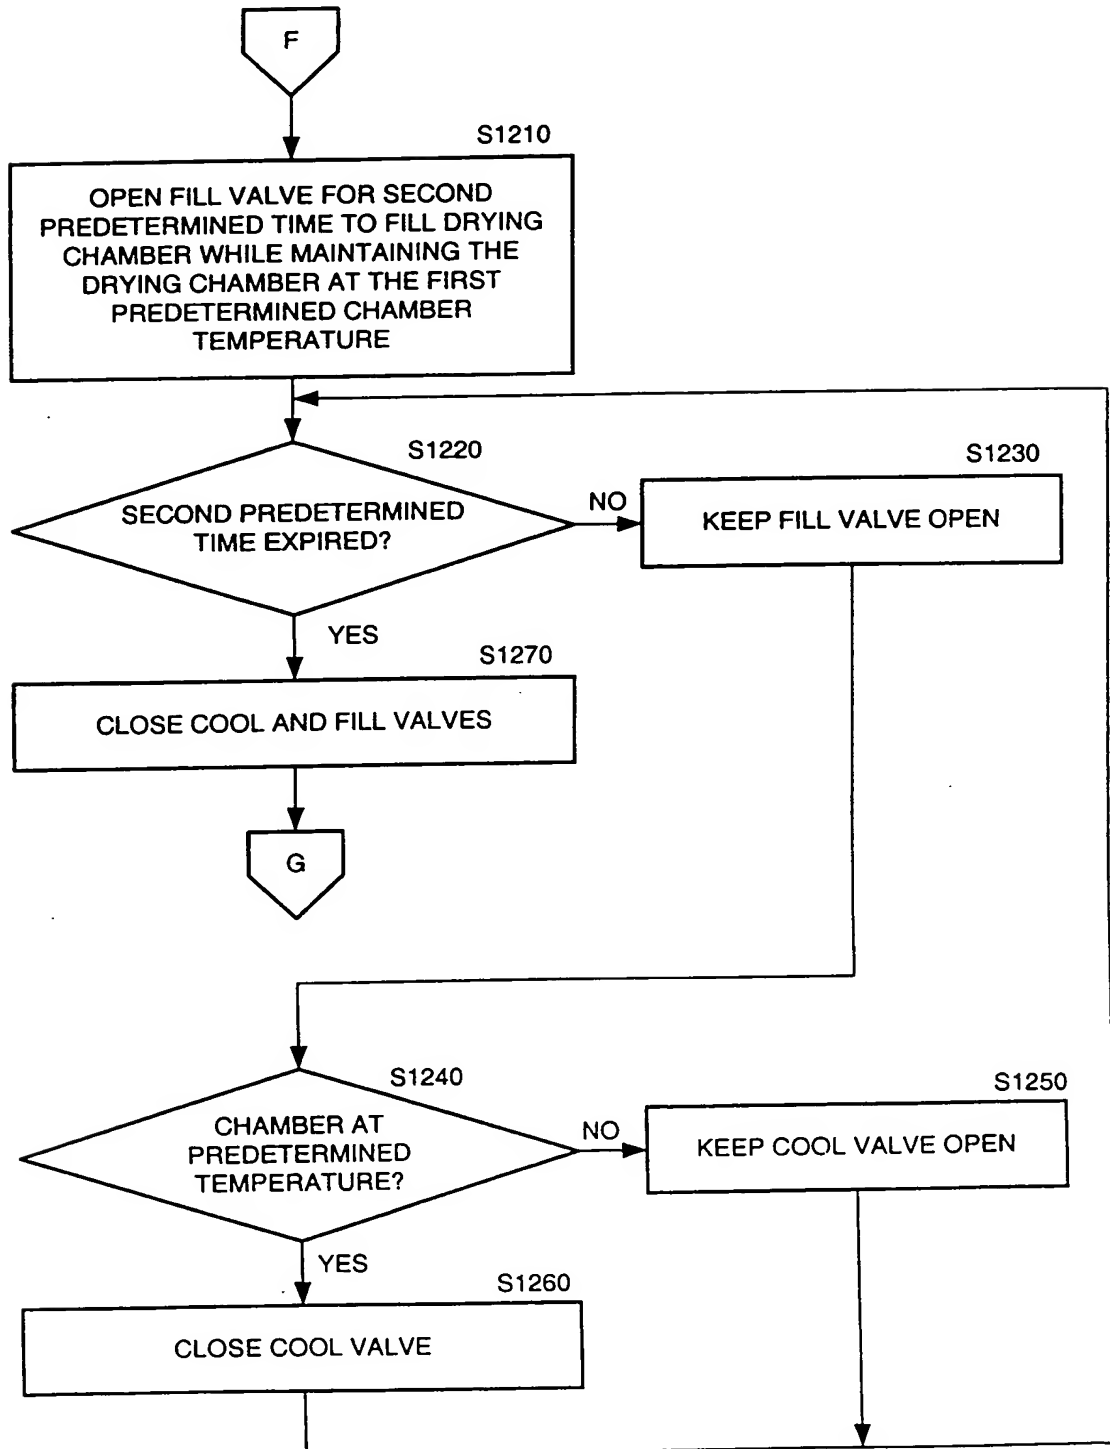 F
S1210
OPEN FILL VALVE FOR SECOND
PREDETERMINED TIME TO FILL DRYING
CHAMBER WHILE MAINTAINING THE
DRYING CHAMBER AT THE FIRST
PREDETERMINED CHAMBER
TEMPERATURE
S1220
SECOND PREDETERMINED
TIME EXPIRED?
NO
S1230
KEEP FILL VALVE OPEN
YES
S1270
CLOSE COOL AND FILL VALVES
G
S1240
CHAMBER AT
PREDETERMINED
TEMPERATURE?
NO
S1250
KEEP COOL VALVE OPEN
YES
S1260
CLOSE COOL VALVE